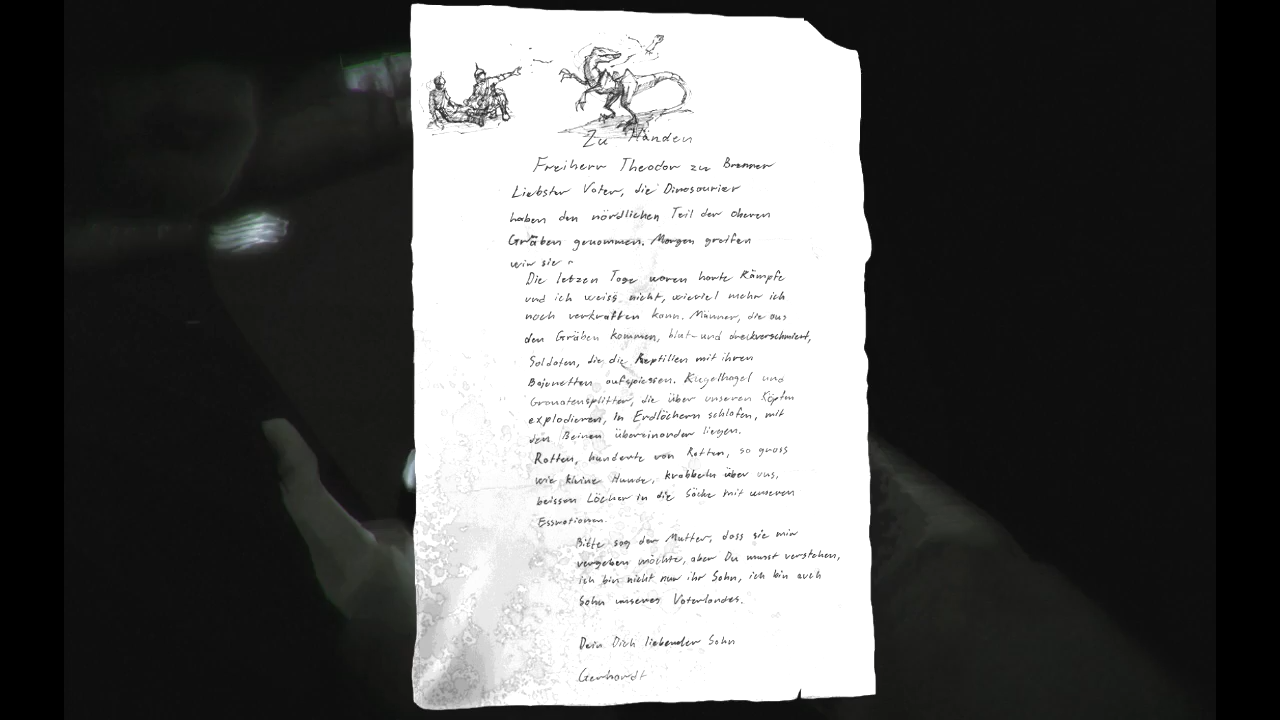 Zu Händen
Freiherr Theodor zu Brenner
Liebster Vater, die Dinosaurier
haben den nördlichen Teil der oberen
Gräben genommen. Morgen greifen
wir sie
Die letzen Tage waren harte Kämpfe
und ich weiss nicht, wieviel mehr ich
noch verkraften kann. Männer, die aus
den Gräben kommen, blut- und dreckverschmiert,
Soldaten, die die Reptilien mit ihren
Bajonetten aufspiessen. Kugelhagel und
Granatensplitter, die über unseren Köpfen
explodieren, In Erdlöchern schlafen, mit
den Beinen übereinander liegen.
Ratten, hunderte von Ratten, so gross
wie kleine Hunde, krabbeln über uns,
beissen Löcher in die Säcke mit unseren
Essrationen.
Bitte sag der Mutter, dass sie mir
vergeben möchte, aber Du musst verstehen,
ich bin nicht nur ihr Sohn, ich bin auch
Sohn unseres Vaterlandes.
Dein Dich liebender Sohn
Gerhardt